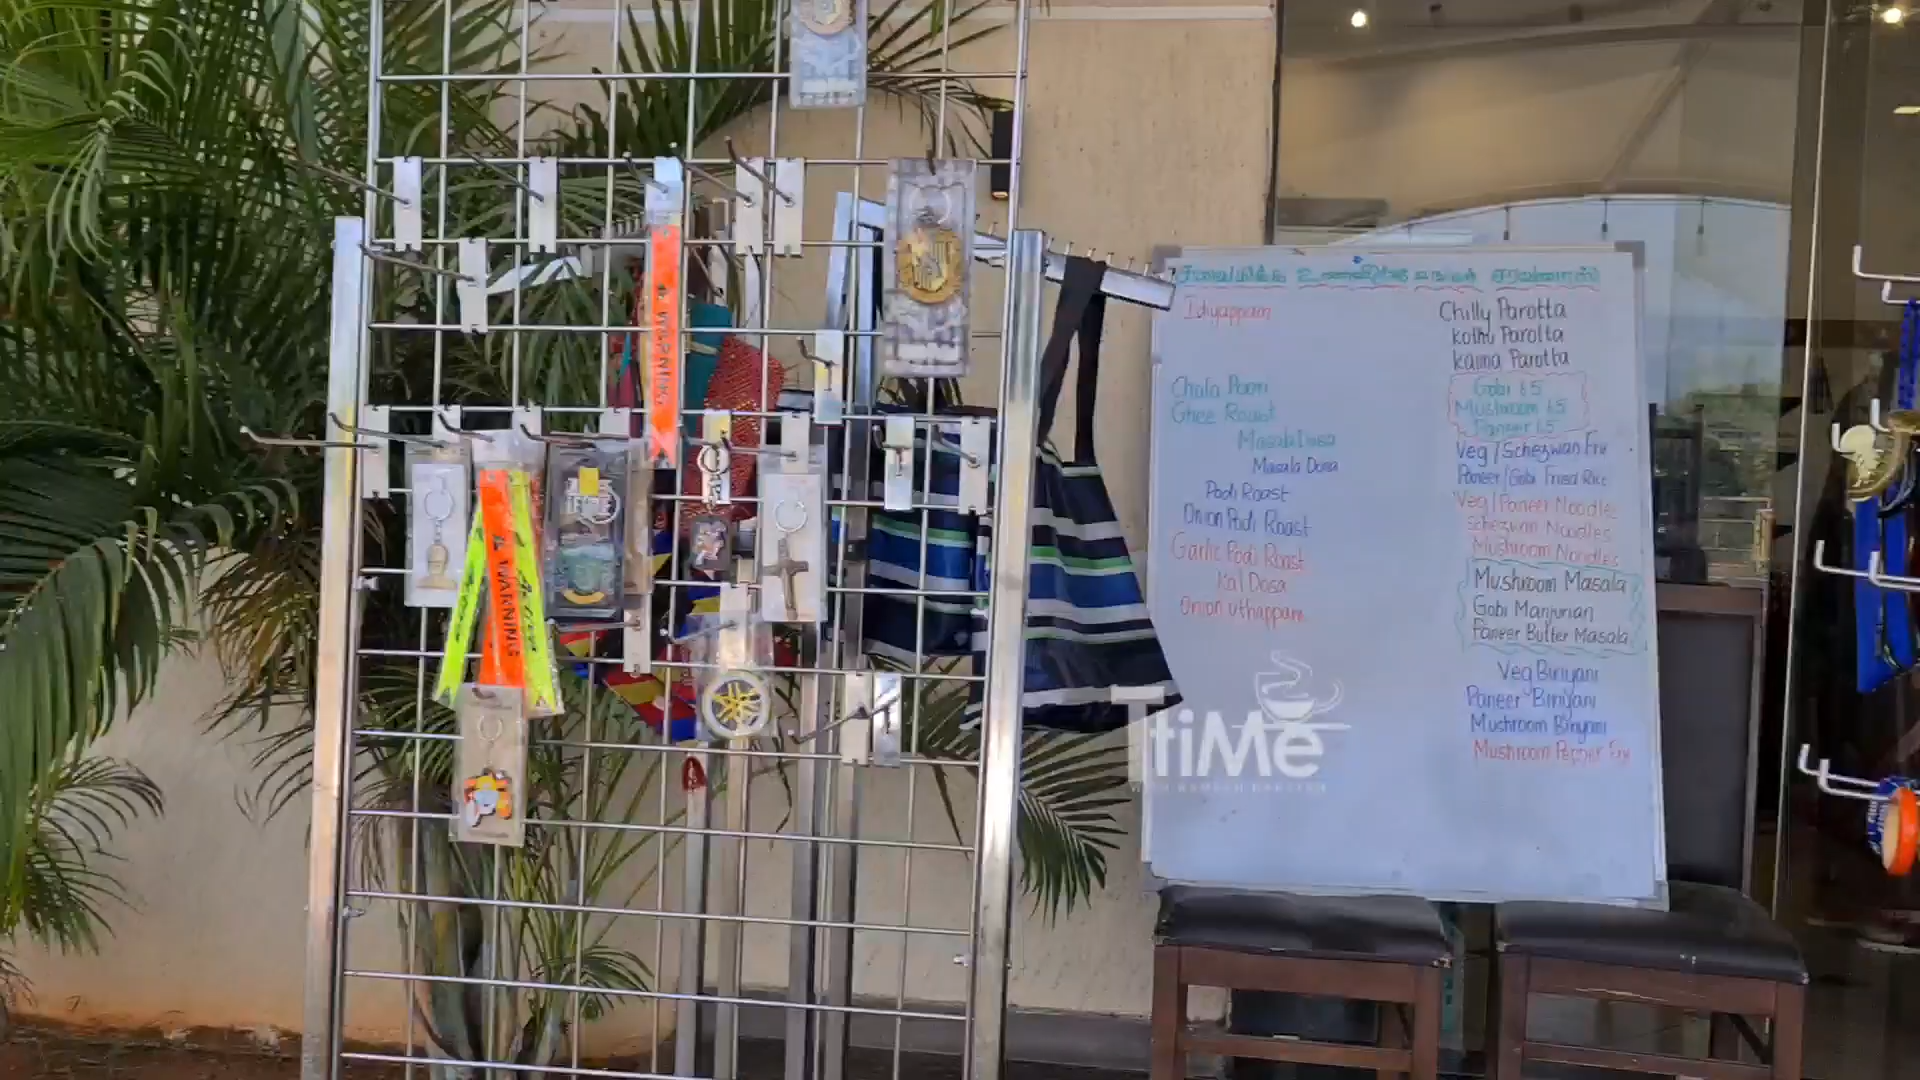 WARNING
WARNING
Idiyappam
Chola Poori
Ghee Roast
Masala Dosa
Masala Dosa
Podi Roast
Onion Podi Roast
Garlic Podi Roast
Kal Dosa
Onion Uthappam
Chilly Parotta
Kothu Parotta
Kaima Parotta
Gobi 65
Mushroom 65
Paneer 65
Veg / Schezwan Fri
Paneer / Gobi Fried Rice
Veg / Paneer Noodles
Schezwan Noodles
Mushroom Noodles
Mushroom Masala
Gobi Manjurian
Paneer Butter Masala
Veg Biriyani
Paneer Biriyani
Mushroom Biriyani
Mushroom Pepper Fry
TtiMe